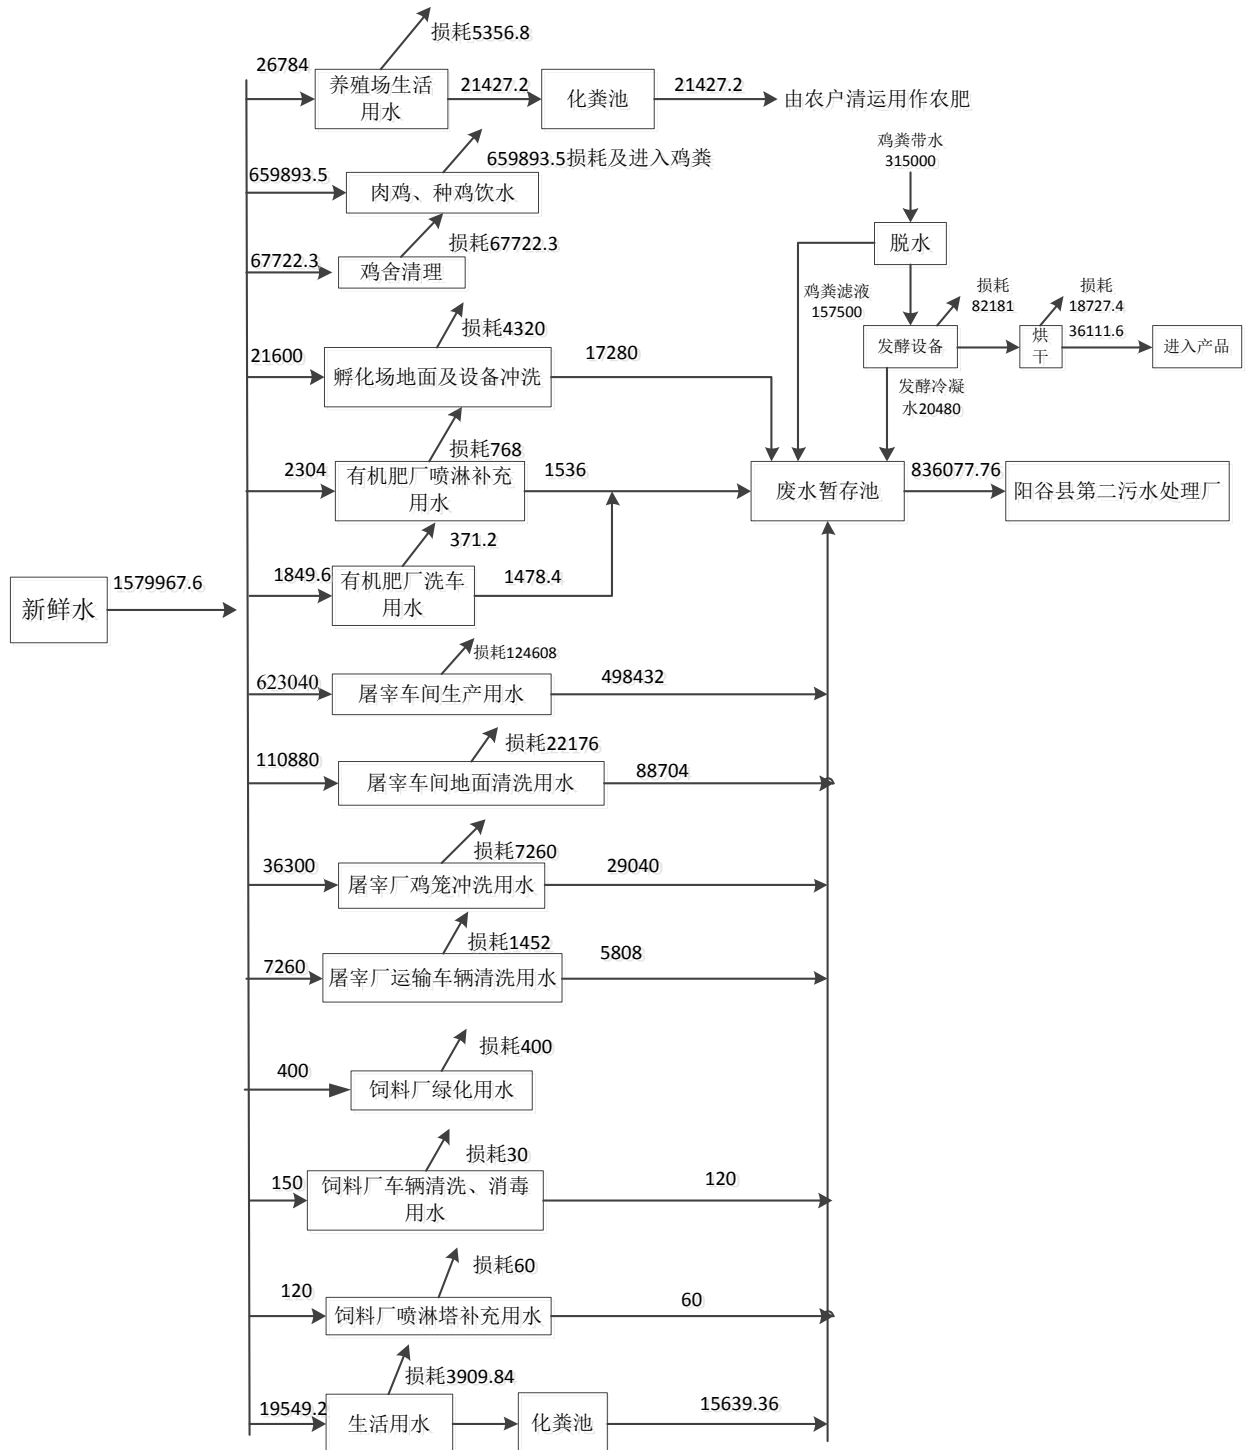 损耗5356.8
26784
养殖场生活
用水
21427.2
化粪池
21427.2
由农户清运用作农肥
659893.5损耗及进入鸡粪
659893.5
肉鸡、种鸡饮水
损耗67722.3
67722.3
鸡舍清理
鸡粪带水
315000
脱水
鸡粪滤液
157500
损耗
82181
损耗
18727.4
发酵设备
烘
干
36111.6
进入产品
发酵冷凝
水20480
损耗4320
21600
孵化场地面及设备冲洗
17280
损耗768
2304
有机肥厂喷淋补充
用水
1536
废水暂存池
836077.76
阳谷县第二污水处理厂
371.2
1849.6
有机肥厂洗车
用水
1478.4
新鲜水
1579967.6
损耗124608
623040
屠宰车间生产用水
498432
损耗22176
110880
屠宰车间地面清洗用水
88704
损耗7260
36300
屠宰厂鸡笼冲洗用水
29040
损耗1452
7260
屠宰厂运输车辆清洗用水
5808
损耗400
400
饲料厂绿化用水
损耗30
150
饲料厂车辆清洗、消毒
用水
120
损耗60
120
饲料厂喷淋塔补充用水
60
损耗3909.84
19549.2
生活用水
化粪池
15639.36